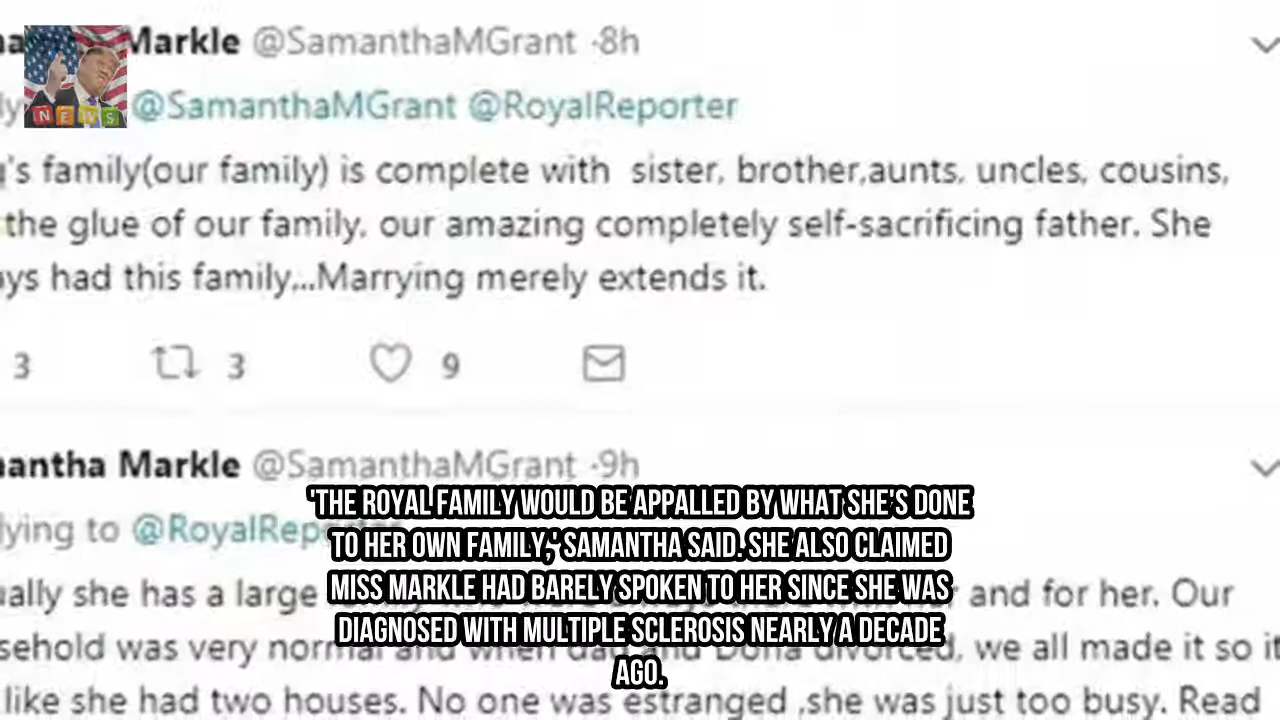 Markle @SamanthaMGrant ·8h
NEWS
@SamanthaMGrant @RoyalReporter
's family(our family) is complete with sister, brother,aunts, uncles, cousins,
the glue of our family, our amazing completely self-sacrificing father. She
ys had this family...Marrying merely extends it.
3 3 9
antha Markle @SamanthaMGrant ·9h
'THE ROYAL FAMILY WOULD BE APPALLED BY WHAT SHE'S DONE
lying to @RoyalRep
TO HER OWN FAMILY,' SAMANTHA SAID. SHE ALSO CLAIMED
MISS MARKLE HAD BARELY SPOKEN TO HER SINCE SHE WAS
ually she has a large and for her. Our
DIAGNOSED WITH MULTIPLE SCLEROSIS NEARLY A DECADE
sehold was very normal and when dad and divorced, we all made it so it
AGO.
like she had two houses. No one was estranged ,she was just too busy. Read